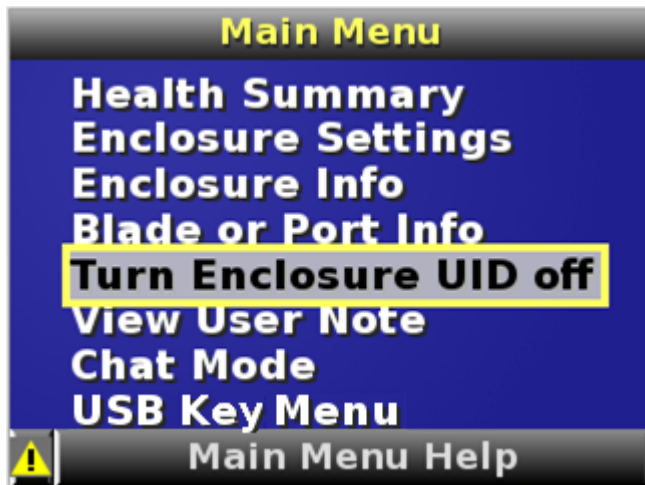 Main Menu
Health Summary
Enclosure Settings
Enclosure Info
Blade or Port Info
Turn Enclosure UID off
View User Note
Chat Mode
USB Key Menu
Main Menu Help